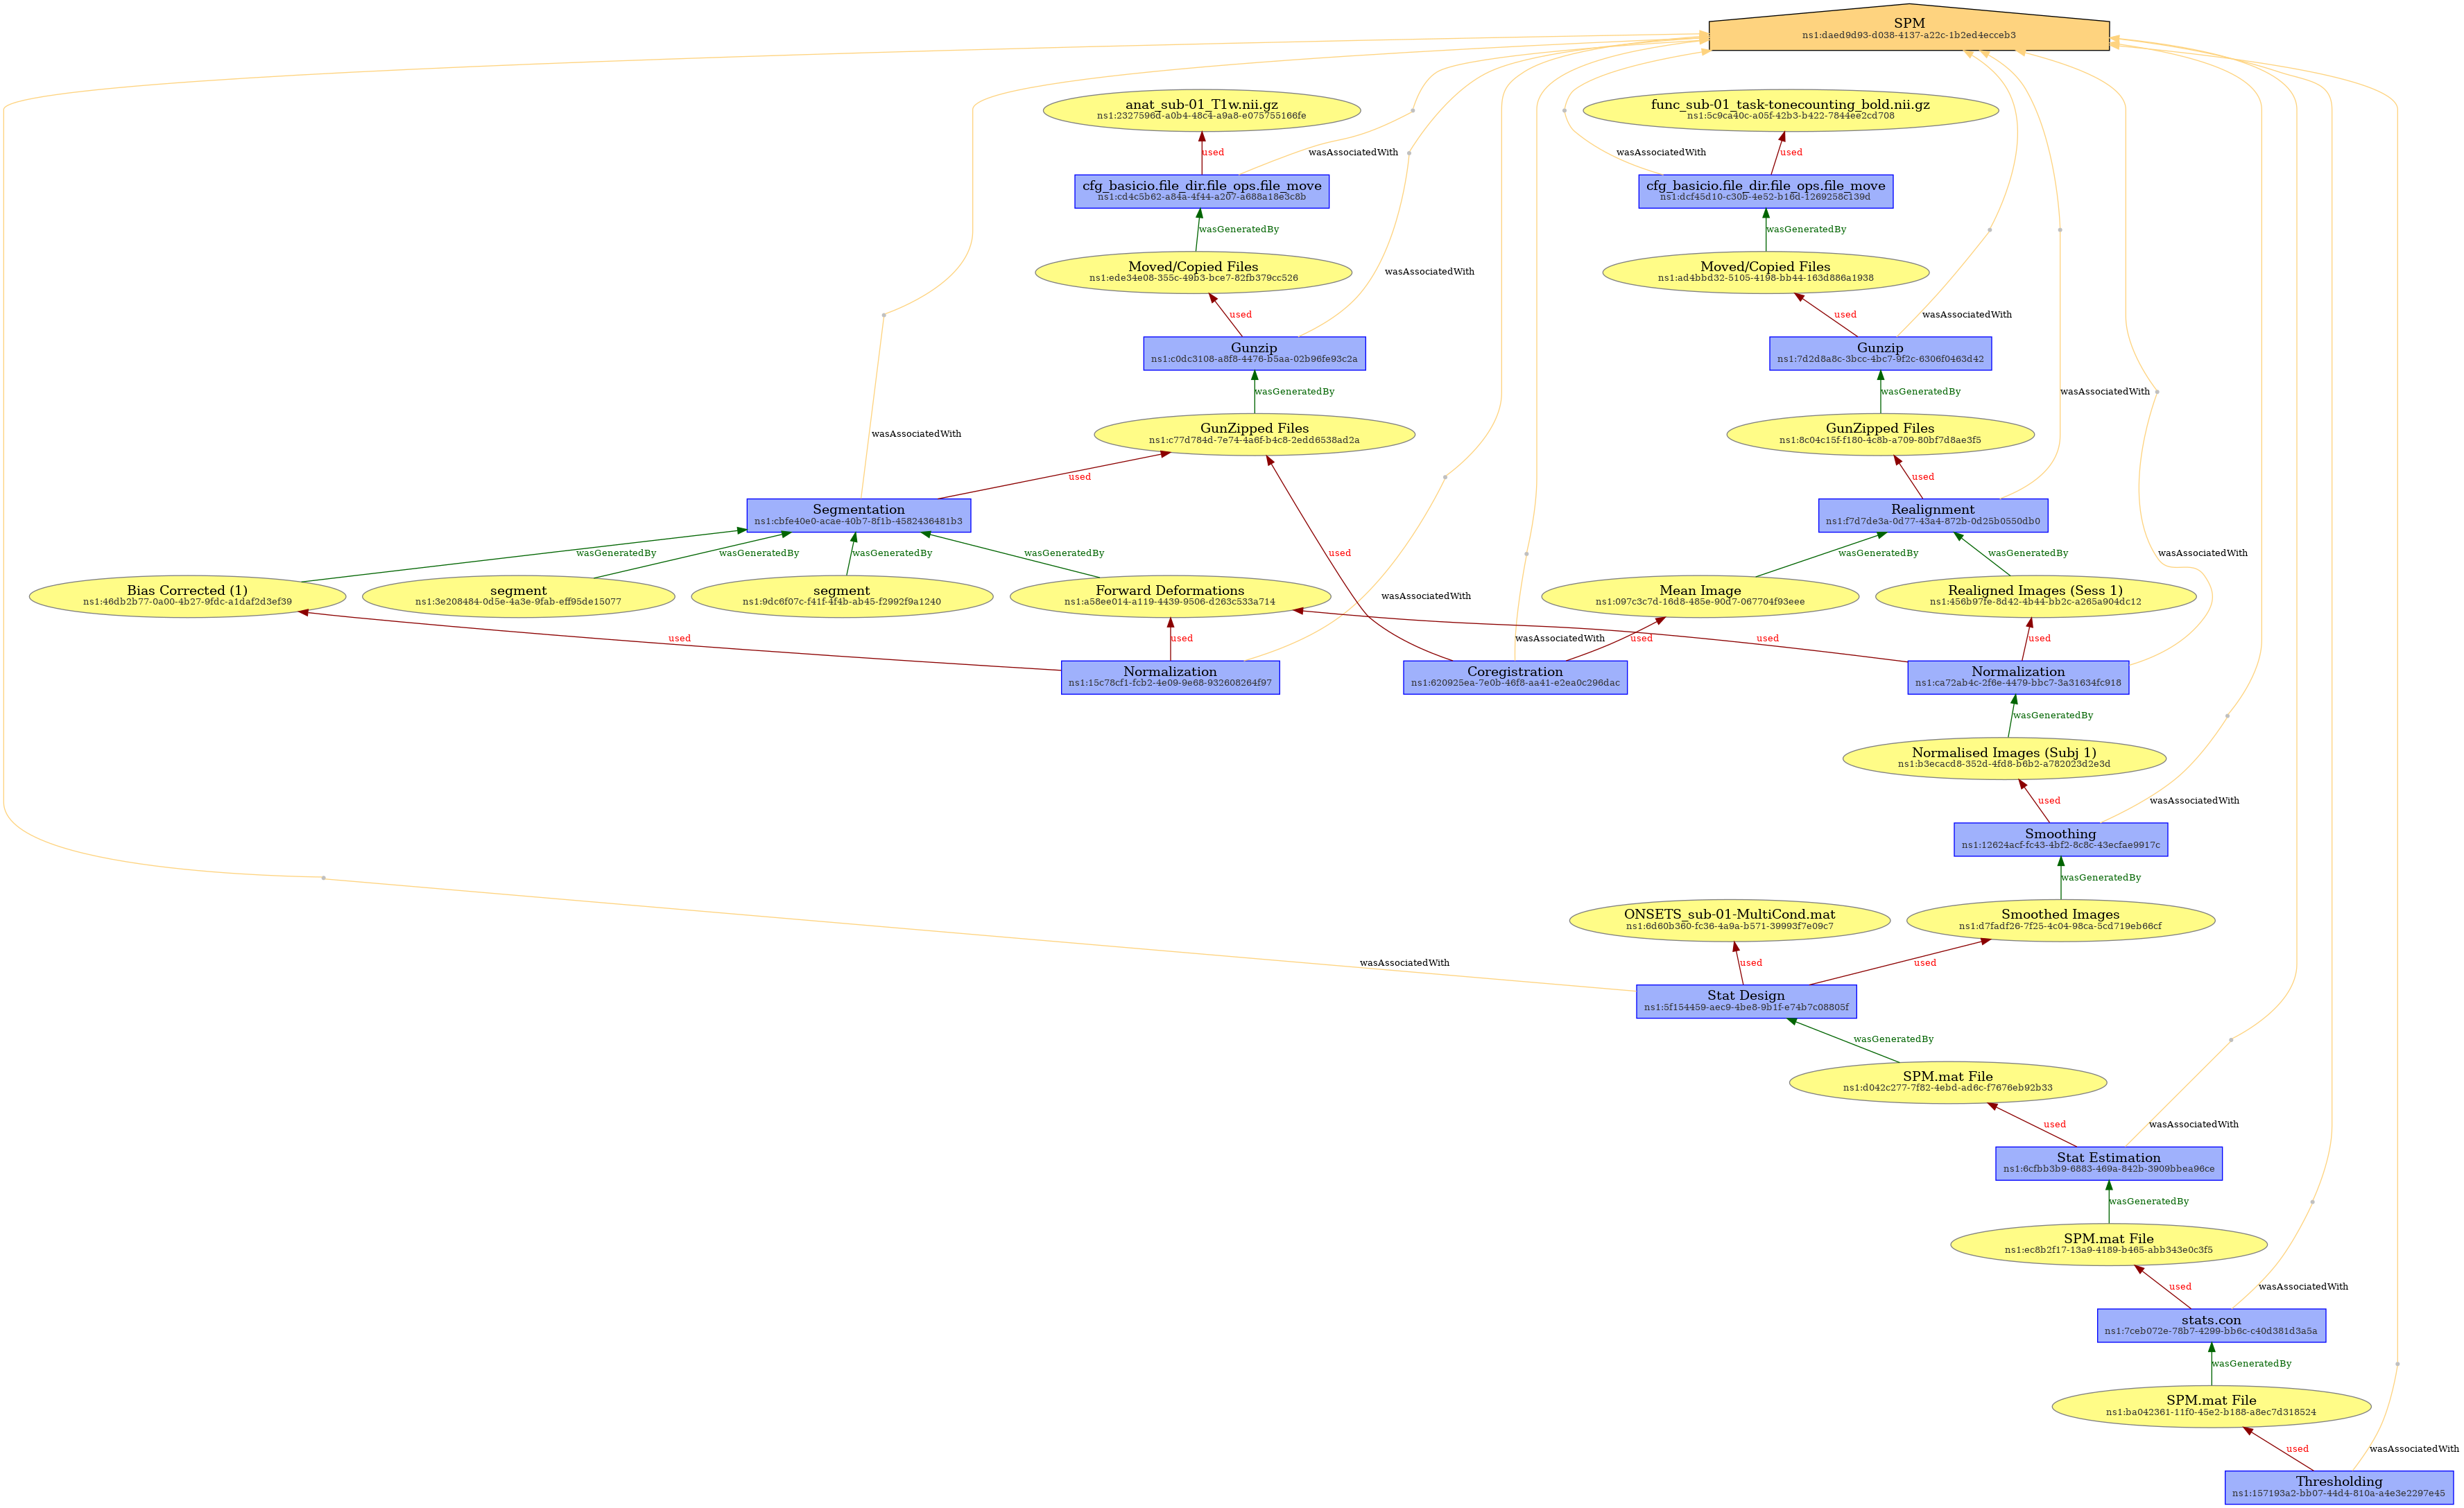 SPM
ns1:daed9d93-d038-4137-a22c-1b2ed4ecceb3
anat_sub-01_T1w.nii.gz
ns1:2327596d-a0b4-48c4-a9a8-e075755166fe
func_sub-01_task-tonecounting_bold.nii.gz
ns1:5c9ca40c-a05f-42b3-b422-7844ee2cd708
used
wasAssociatedWith
wasAssociatedWith
used
cfg_basicio.file_dir.file_ops.file_move
ns1:cd4c5b62-a84a-4f44-a207-a688a18e3c8b
cfg_basicio.file_dir.file_ops.file_move
ns1:dcf45d10-c30b-4e52-b16d-1269258c139d
wasGeneratedBy
wasGeneratedBy
Moved/Copied Files
ns1:ede34e08-355c-49b3-bce7-82fb379cc526
wasAssociatedWith
Moved/Copied Files
ns1:ad4bbd32-5105-4198-bb44-163d886a1938
used
used
wasAssociatedWith
Gunzip
ns1:c0dc3108-a8f8-4476-b5aa-02b96fe93c2a
Gunzip
ns1:7d2d8a8c-3bcc-4bc7-9f2c-6306f0463d42
wasGeneratedBy
wasGeneratedBy
wasAssociatedWith
wasAssociatedWith
GunZipped Files
ns1:c77d784d-7e74-4a6f-b4c8-2edd6538ad2a
GunZipped Files
ns1:8c04c15f-f180-4c8b-a709-80bf7d8ae3f5
used
used
Segmentation
ns1:cbfe40e0-acae-40b7-8f1b-4582436481b3
Realignment
ns1:f7d7de3a-0d77-43a4-872b-0d25b0550db0
wasGeneratedBy
wasGeneratedBy
wasGeneratedBy
wasGeneratedBy
used
wasGeneratedBy
wasGeneratedBy
wasAssociatedWith
Bias Corrected (1)
ns1:46db2b77-0a00-4b27-9fdc-a1daf2d3ef39
segment
ns1:3e208484-0d5e-4a3e-9fab-eff95de15077
segment
ns1:9dc6f07c-f41f-4f4b-ab45-f2992f9a1240
Forward Deformations
ns1:a58ee014-a119-4439-9506-d263c533a714
wasAssociatedWith
Mean Image
ns1:097c3c7d-16d8-485e-90d7-067704f93eee
Realigned Images (Sess 1)
ns1:456b97fe-8d42-4b44-bb2c-a265a904dc12
used
used
wasAssociatedWith
used
used
used
Normalization
ns1:15c78cf1-fcb2-4e09-9e68-932608264f97
Coregistration
ns1:620925ea-7e0b-46f8-aa41-e2ea0c296dac
Normalization
ns1:ca72ab4c-2f6e-4479-bbc7-3a31634fc918
wasGeneratedBy
Normalised Images (Subj 1)
ns1:b3ecacd8-352d-4fd8-b6b2-a782023d2e3d
used
wasAssociatedWith
Smoothing
ns1:12624acf-fc43-4bf2-8c8c-43ecfae9917c
wasGeneratedBy
ONSETS_sub-01-MultiCond.mat
ns1:6d60b360-fc36-4a9a-b571-39993f7e09c7
Smoothed Images
ns1:d7fadf26-7f25-4c04-98ca-5cd719eb66cf
wasAssociatedWith
used
used
Stat Design
ns1:5f154459-aec9-4be8-9b1f-e74b7c08805f
wasGeneratedBy
SPM.mat File
ns1:d042c277-7f82-4ebd-ad6c-f7676eb92b33
used
wasAssociatedWith
Stat Estimation
ns1:6cfbb3b9-6883-469a-842b-3909bbea96ce
wasGeneratedBy
SPM.mat File
ns1:ec8b2f17-13a9-4189-b465-abb343e0c3f5
used
wasAssociatedWith
stats.con
ns1:7ceb072e-78b7-4299-bb6c-c40d381d3a5a
wasGeneratedBy
SPM.mat File
ns1:ba042361-11f0-45e2-b188-a8ec7d318524
used
wasAssociatedWith
Thresholding
ns1:157193a2-bb07-44d4-810a-a4e3e2297e45